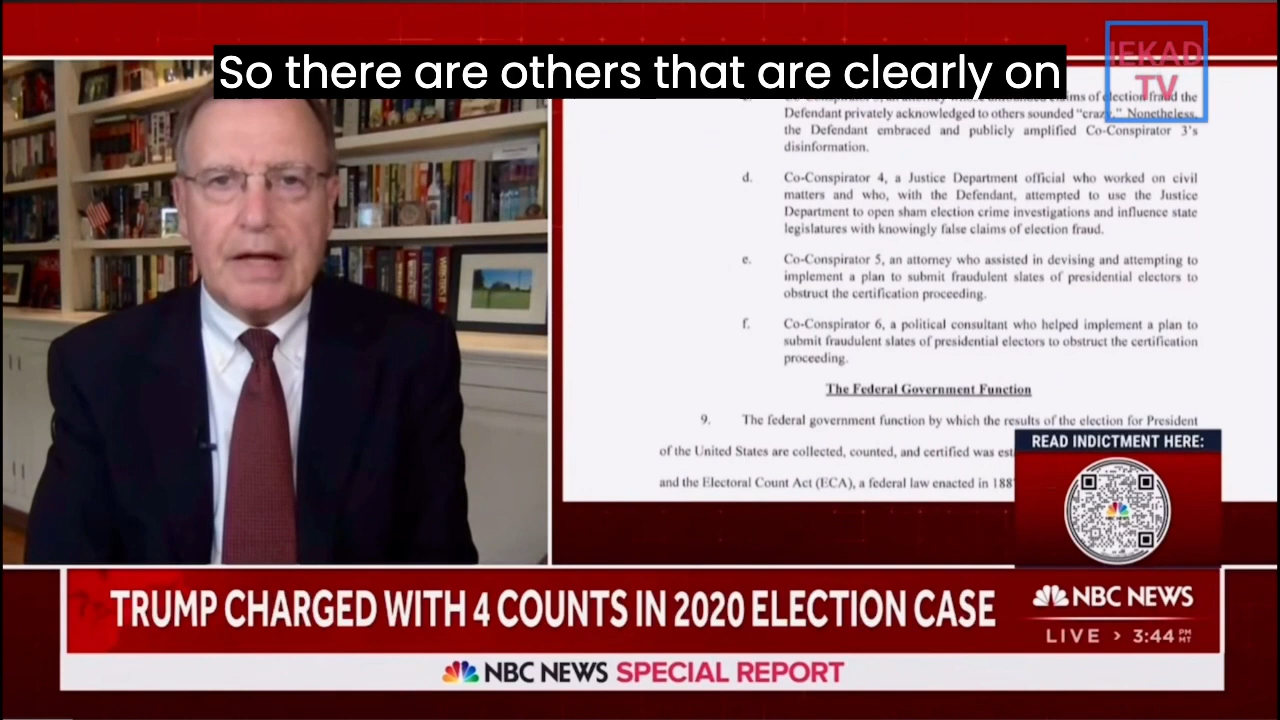 So there are others that are clearly on
IEKAD
TV
claims of election fraud the
Defendant privately acknowledged to others sounded "crazy." Nonetheless,
the Defendant embraced and publicly amplified Co-Conspirator 3's
disinformation.
d. Co-Conspirator 4, a Justice Department official who worked on civil
matters and who, with the Defendant, attempted to use the Justice
Department to open sham election crime investigations and influence state
legislatures with knowingly false claims of election fraud.
e. Co-Conspirator 5, an attorney who assisted in devising and attempting to
implement a plan to submit fraudulent slates of presidential electors to
obstruct the certification proceeding.
f. Co-Conspirator 6, a political consultant who helped implement a plan to
submit fraudulent slates of presidential electors to obstruct the certification
proceeding.
The Federal Government Function
9. The federal government function by which the results of the election for President
of the United States are collected, counted, and certified was
and the Electoral Count Act (ECA), a federal law enacted in 188
READ INDICTMENT HERE:
TRUMP CHARGED WITH 4 COUNTS IN 2020 ELECTION CASE
NBC NEWS
LIVE > 3:44 PM MT
NBC NEWS SPECIAL REPORT